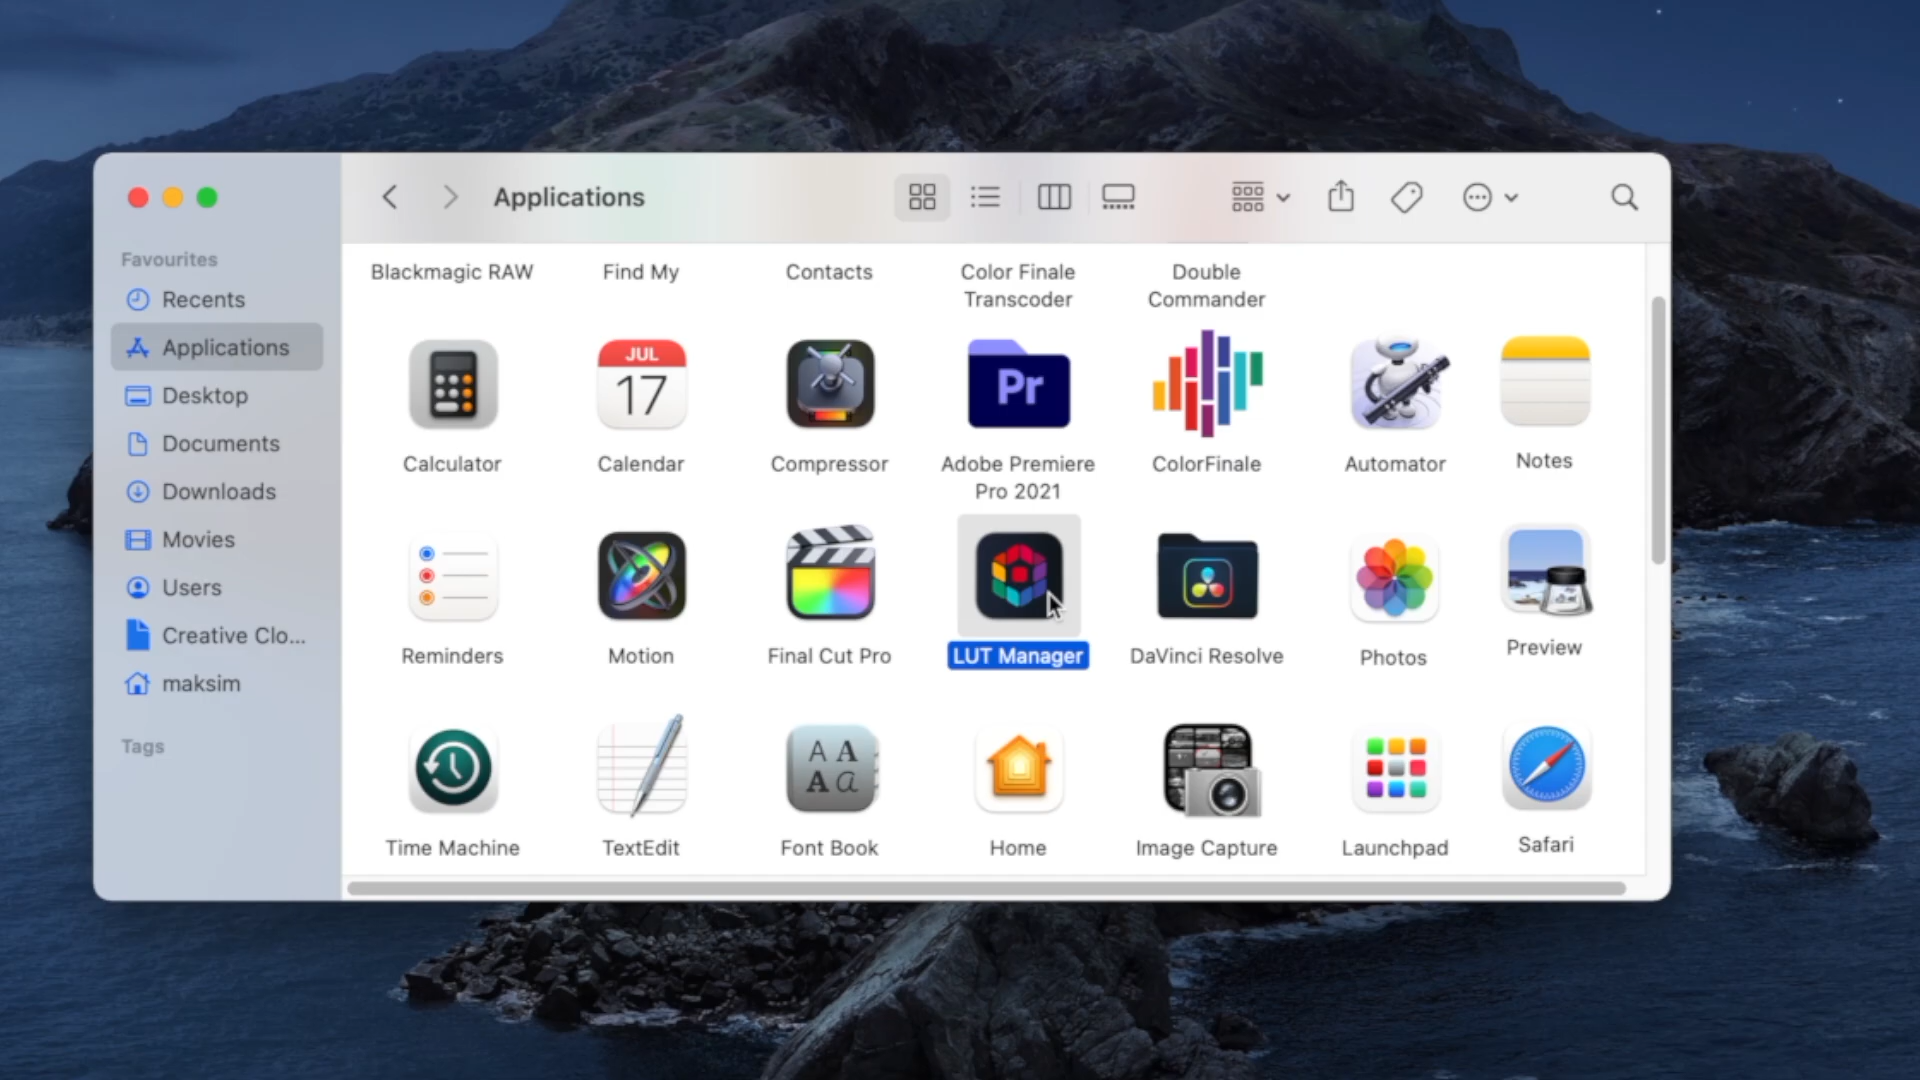 Applications
Favourites
Recents
Applications
Desktop
Documents
Downloads
Movies
Users
Creative Clo...
maksim
Tags
Blackmagic RAW
Find My
Contacts
Color Finale
Transcoder
Double
Commander
JUL
17
Pr
Calculator
Calendar
Compressor
Adobe Premiere
Pro 2021
ColorFinale
Automator
Notes
Reminders
Motion
Final Cut Pro
LUT Manager
DaVinci Resolve
Photos
Preview
A A
A a
Time Machine
TextEdit
Font Book
Home
Image Capture
Launchpad
Safari